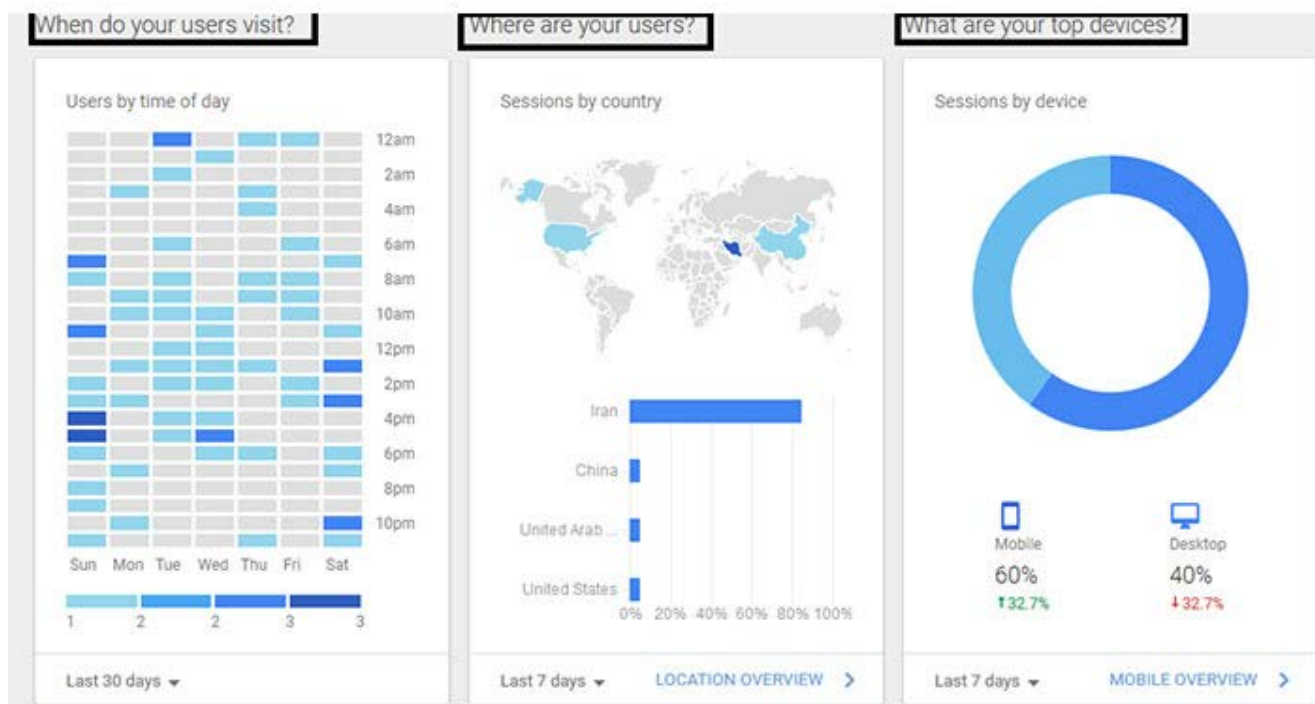 When do your users visit?
Users by time of day
12am
2am
4am
6am
8am
10am
12pm
2pm
4pm
6pm
8pm
10pm
Sun Mon Tue Wed Thu Fri Sat
1 2 2 3 3
Last 30 days
Where are your users?
Sessions by country
Iran
China
United Arab ...
United States
0% 20% 40% 60% 80% 100%
Last 7 days LOCATION OVERVIEW
What are your top devices?
Sessions by device
Mobile Desktop
60% 40%
32.7% 32.7%
Last 7 days MOBILE OVERVIEW